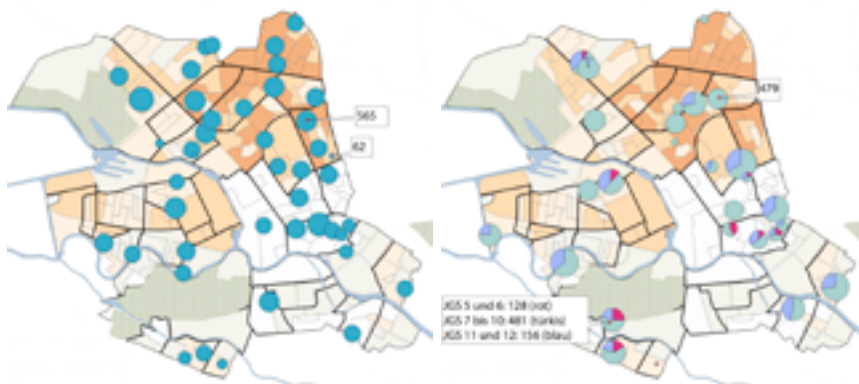 565
62
479
JGS 5 und 6: 128 (rot)
JGS 7 bis 10: 481 (türkis)
JGS 11 und 12: 156 (blau)